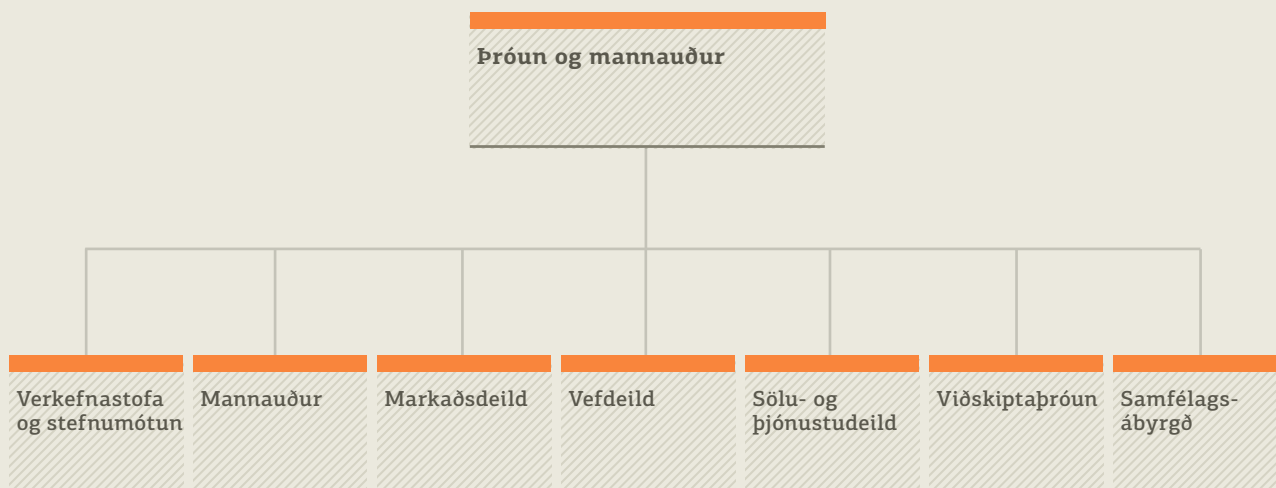 Þróun og mannauður
Verkefnastofa
og stefnumótun
Mannauður
Markaðsdeild
Vefdeild
Sölu- og
þjónustudeild
Viðskiptaþróun
Samfélags-
ábyrgð